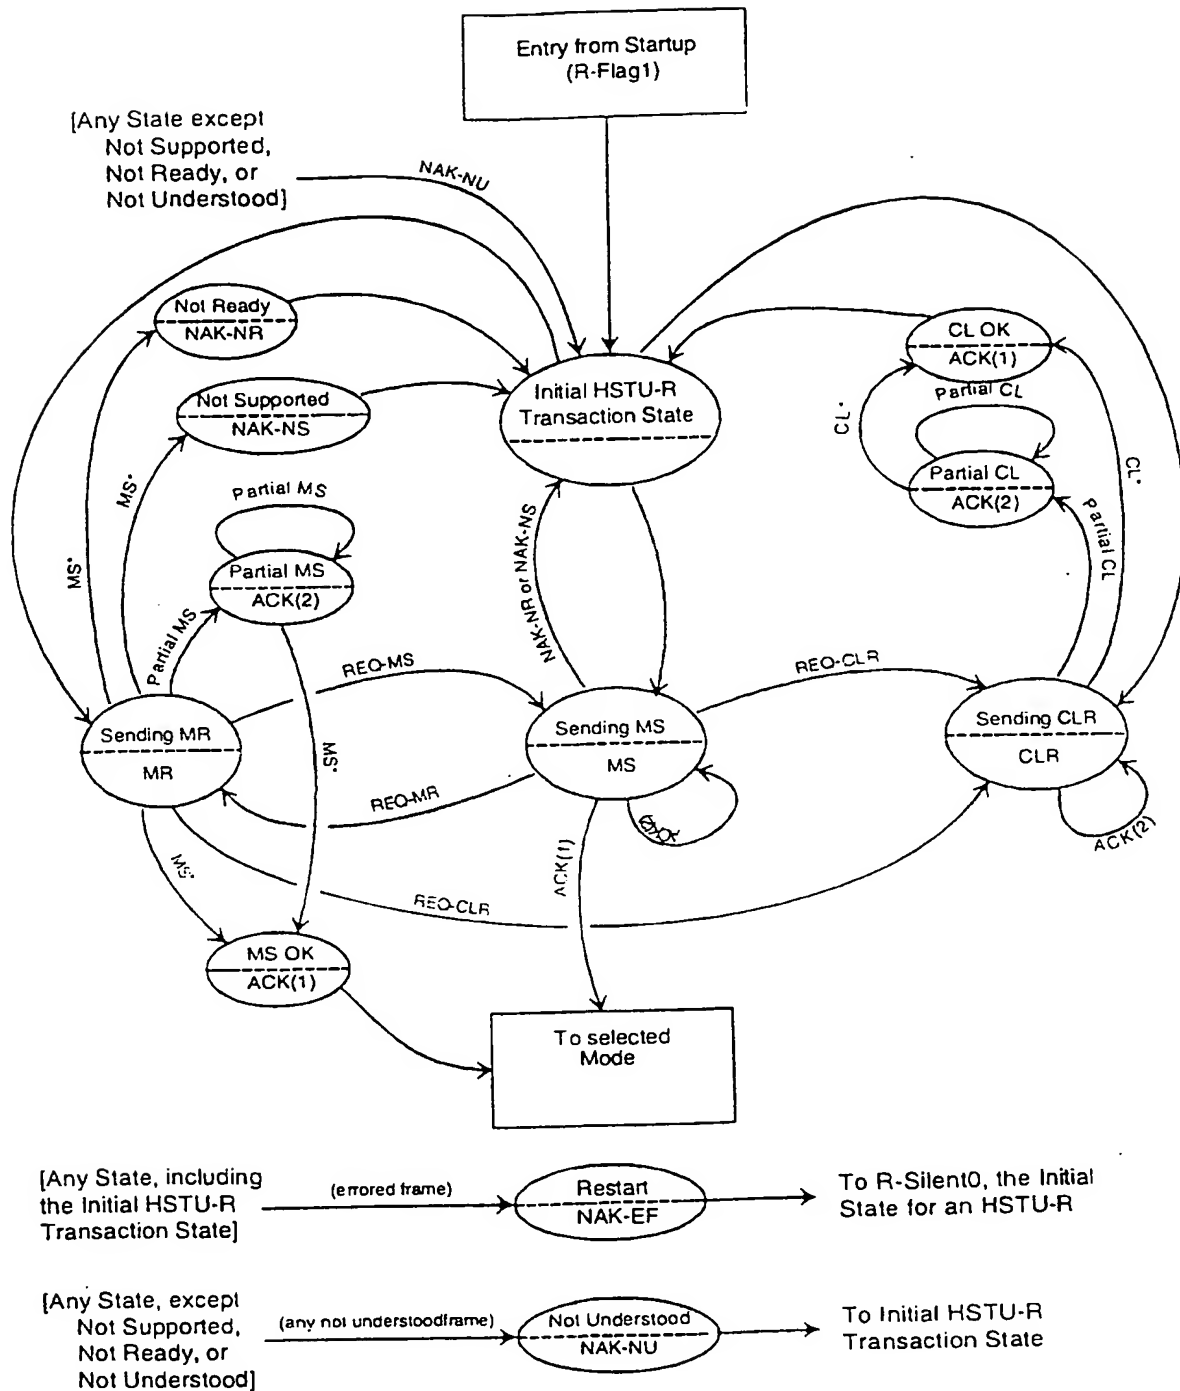 Entry from Startup
(R-Flag1)
[Any State except
Not Supported,
Not Ready, or
Not Understood]
NAK-NU
Not Ready
NAK-NR
CL OK
ACK(1)
Not Supported
NAK-NS
Initial HSTU-R
Transaction State
Partial CL
CL*
Partial CL
ACK(2)
CL*
Partial CL
MS*
MS*
Partial MS
Partial MS
ACK(2)
Partial MS
NAK-NR or NAK-NS
REQ-MS
REQ-CLR
Sending MR
MR
MS*
Sending MS
MS
Sending CLR
CLR
REQ-MR
ACK(2)
MS*
ACK(1)
REQ-CLR
MS OK
ACK(1)
To selected
Mode
[Any State, including
the Initial HSTU-R
Transaction State]
(errored frame)
Restart
NAK-EF
To R-Silent0, the Initial
State for an HSTU-R
[Any State, except
Not Supported,
Not Ready, or
Not Understood]
(any not understoodframe)
Not Understood
NAK-NU
To Initial HSTU-R
Transaction State